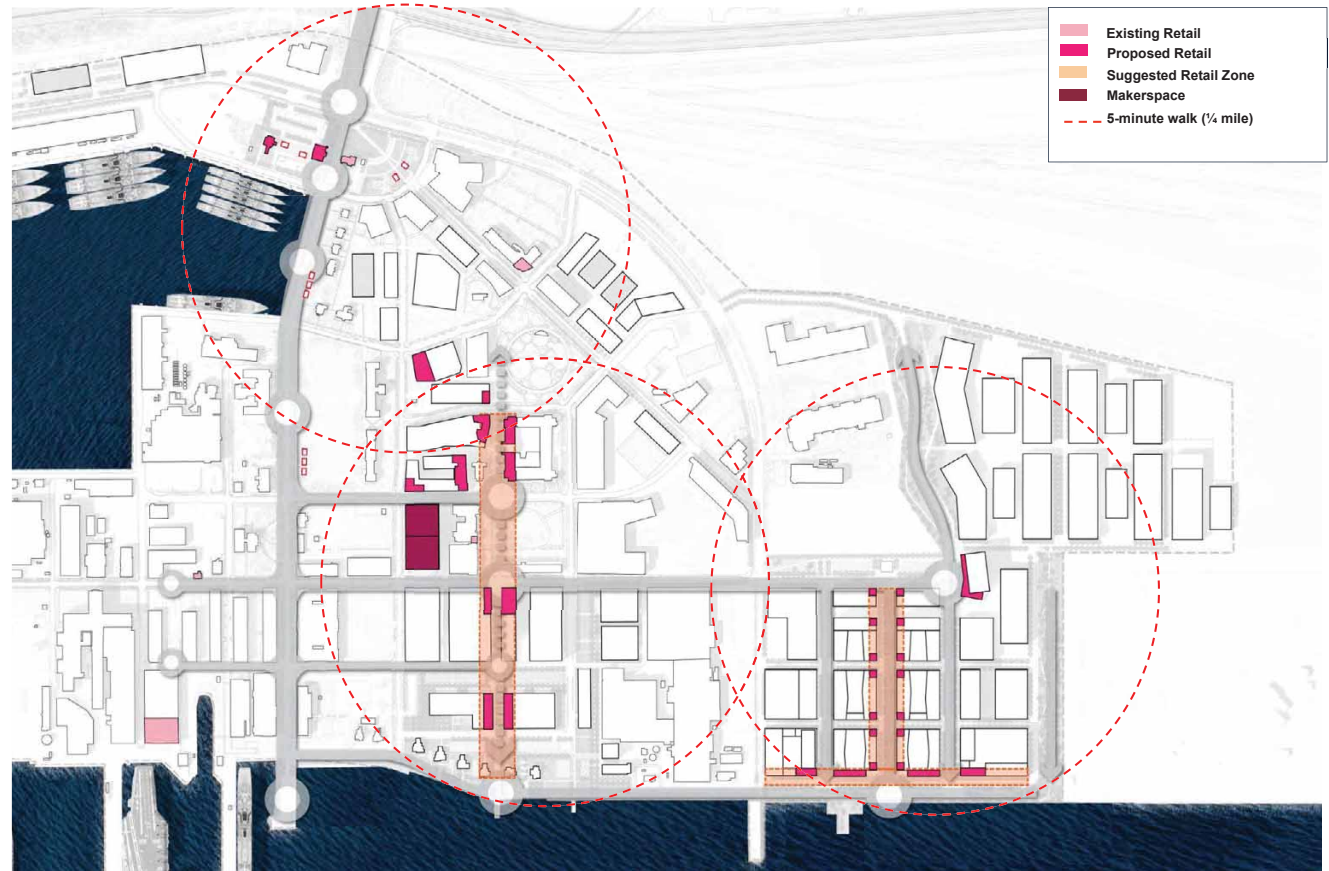 Existing Retail
Proposed Retail
Suggested Retail Zone
Makerspace
5-minute walk (¼ mile)